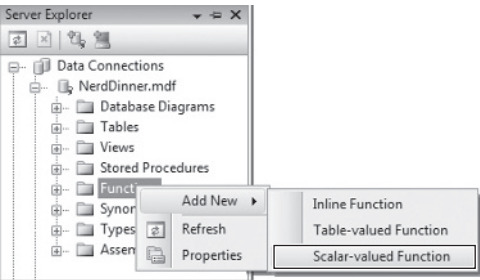 Server Explorer
Data Connections
NerdDinner.mdf
Database Diagrams
Tables
Views
Stored Procedures
Functi
Synon
Types
Assem
Add New
Refresh
Properties
Inline Function
Table-valued Function
Scalar-valued Function